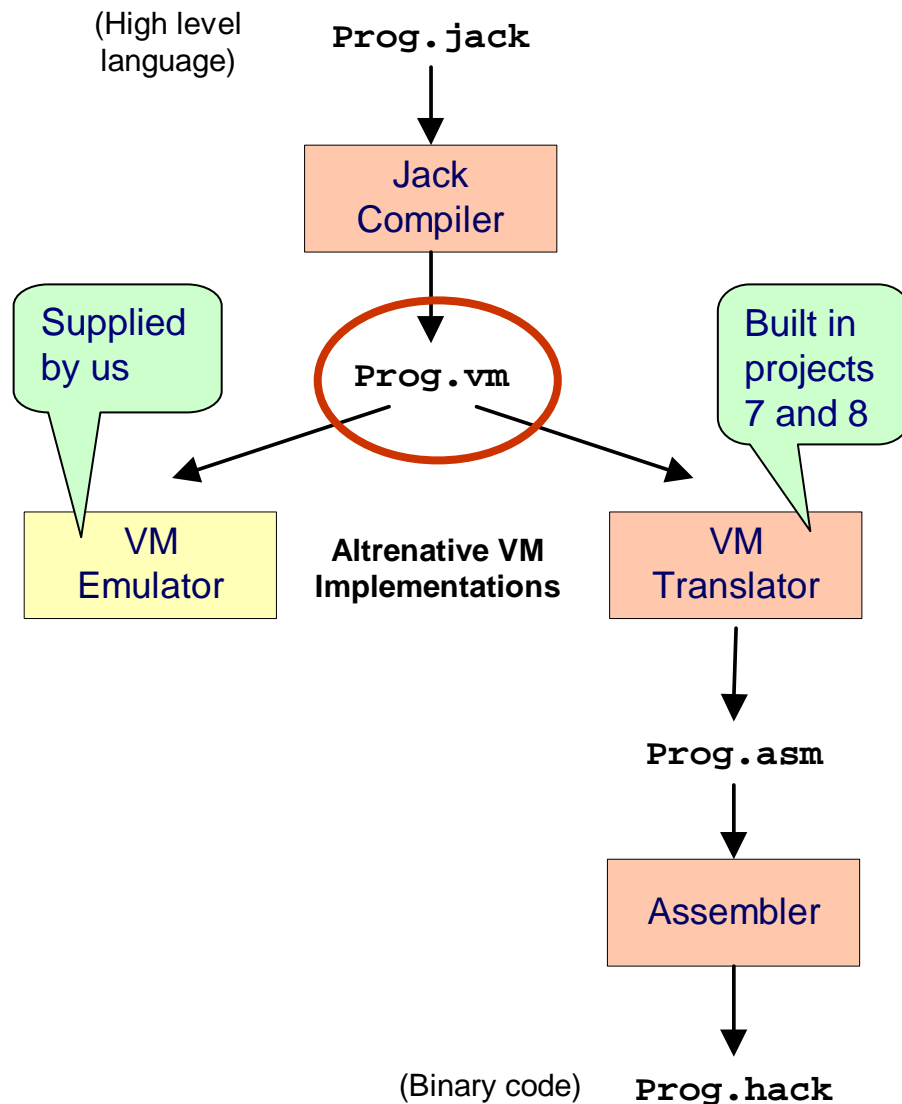 (High level
language)
Prog.jack
Jack
Compiler
Supplied
by us
Prog.vm
Built in
projects
7 and 8
VM
Emulator
Altrenative VM
Implementations
VM
Translator
Prog.asm
Assembler
(Binary code)
Prog.hack